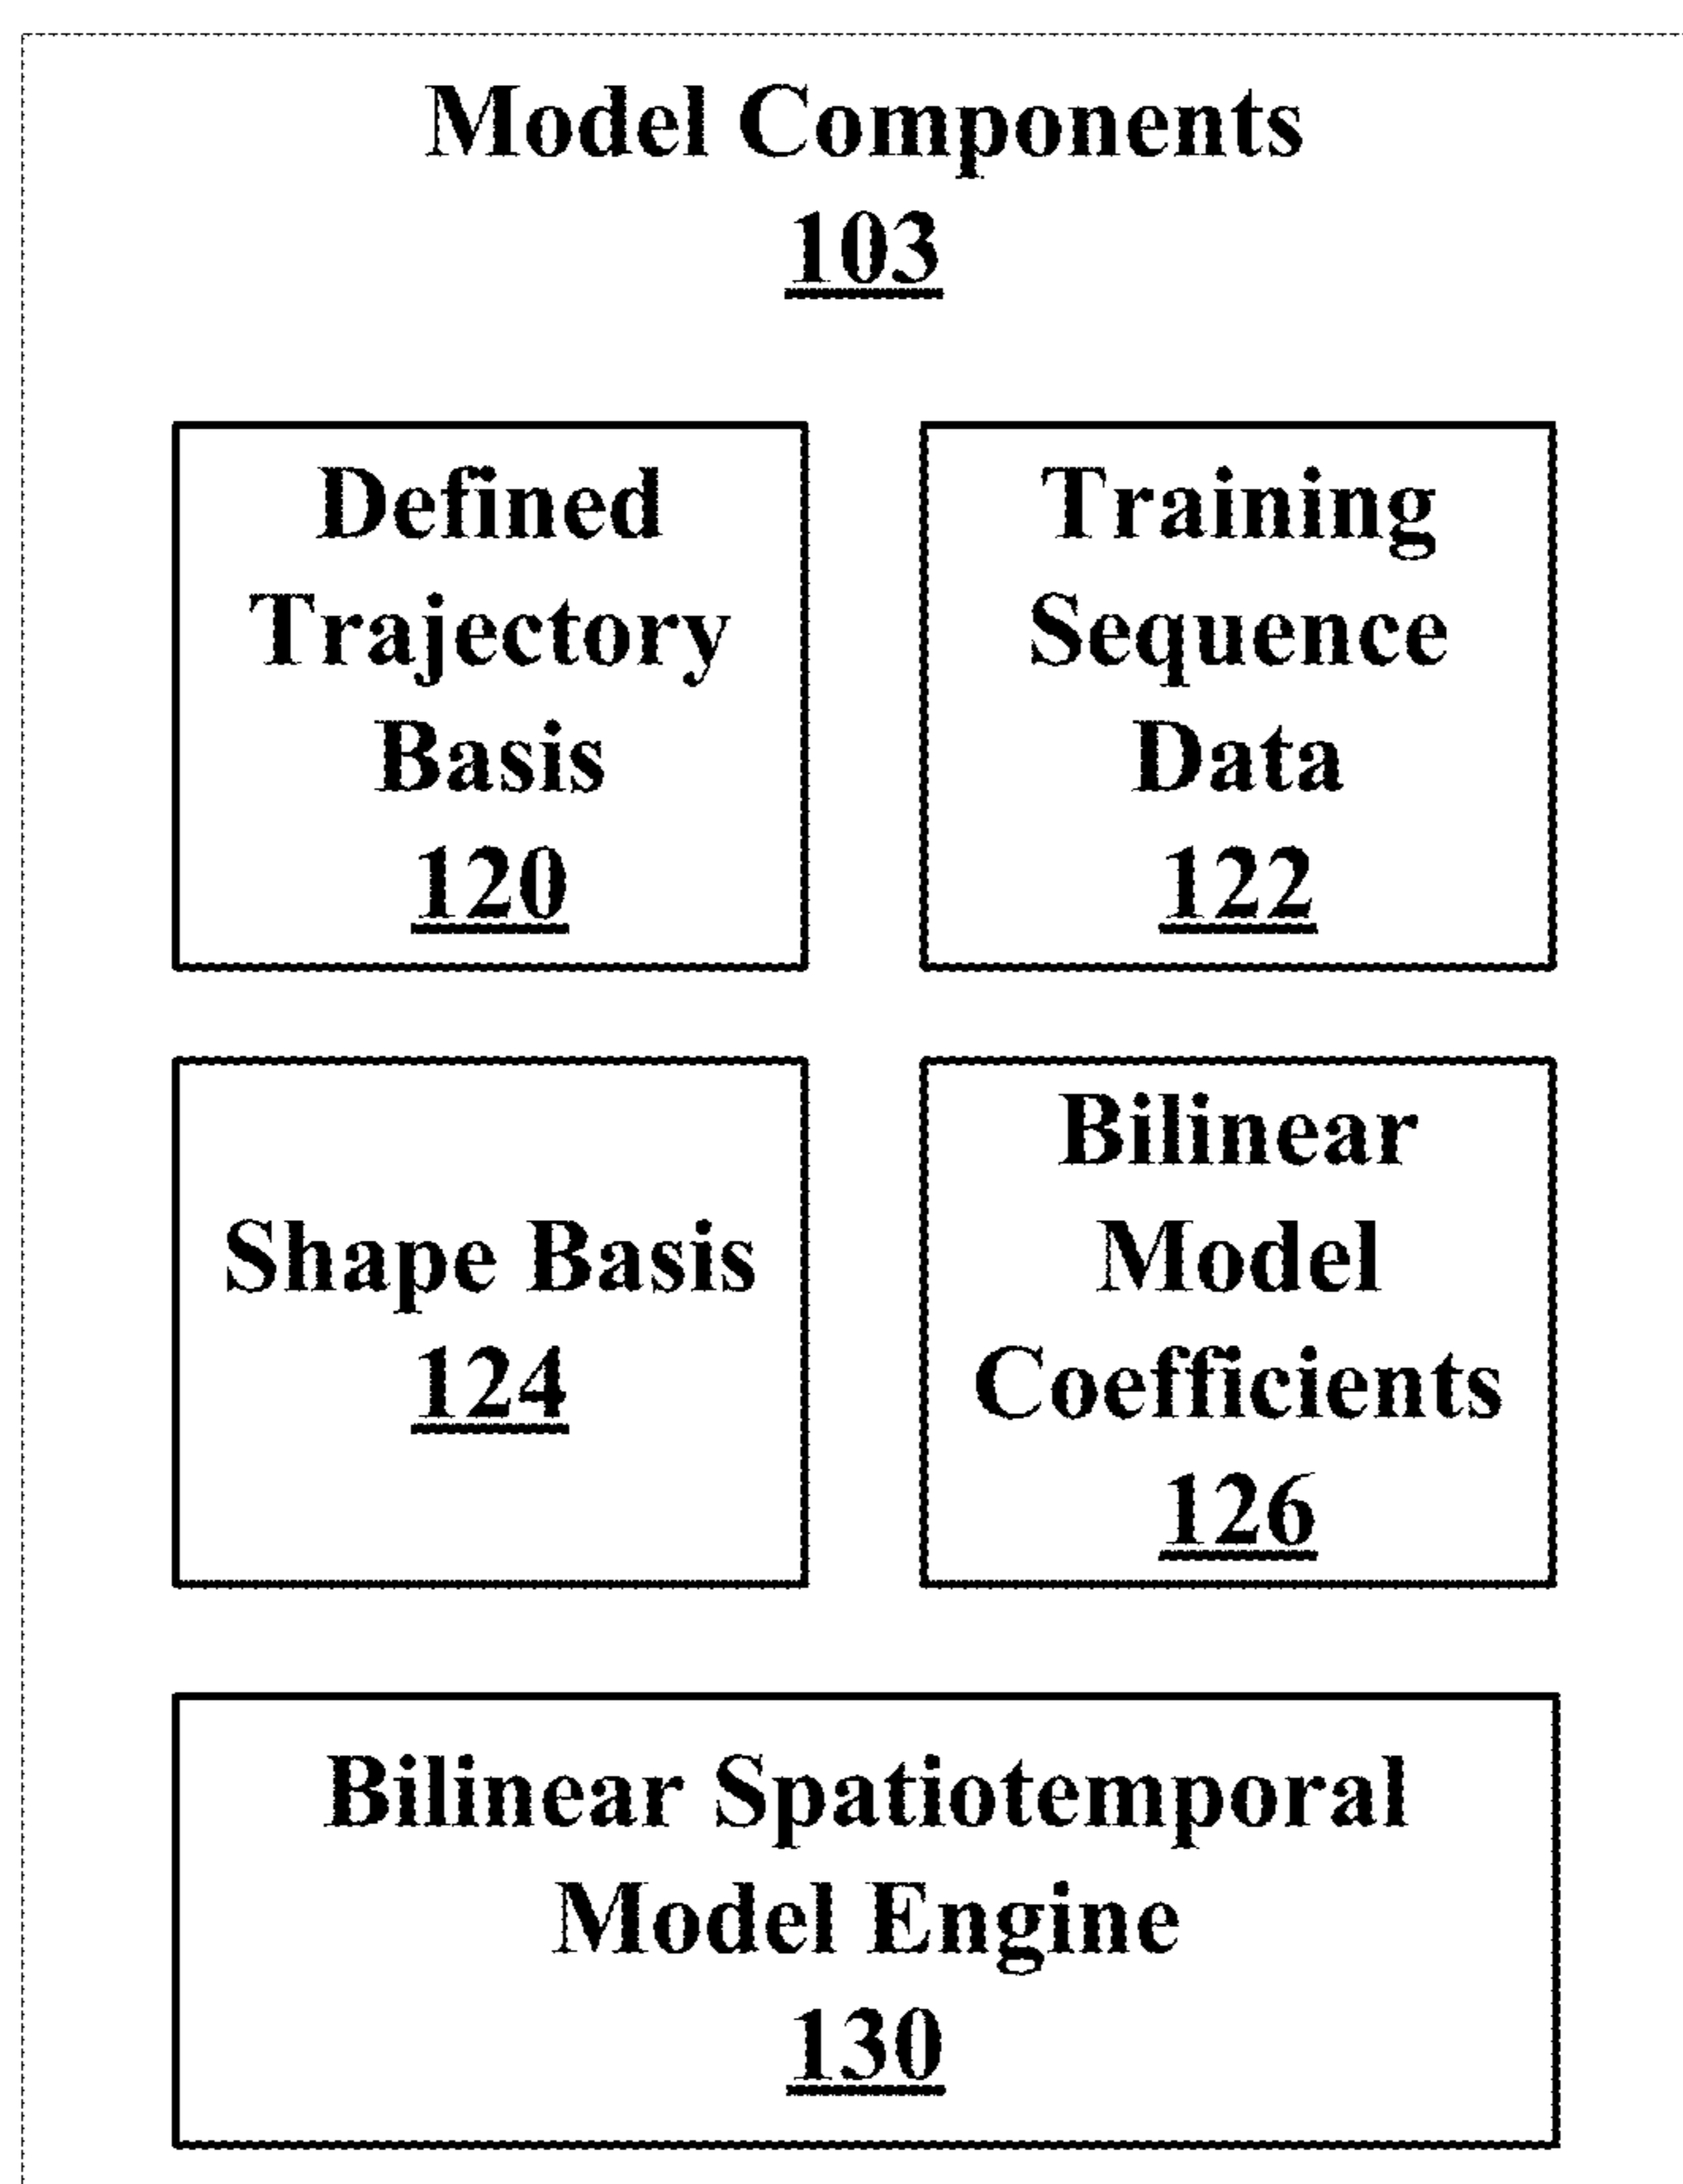 Model Components
103
Defined
Trajectory
Basis
120
Training
Sequence
Data
122
Shape Basis
124
Bilinear
Model
Coefficients
126
Bilinear Spatiotemporal
Model Engine
130